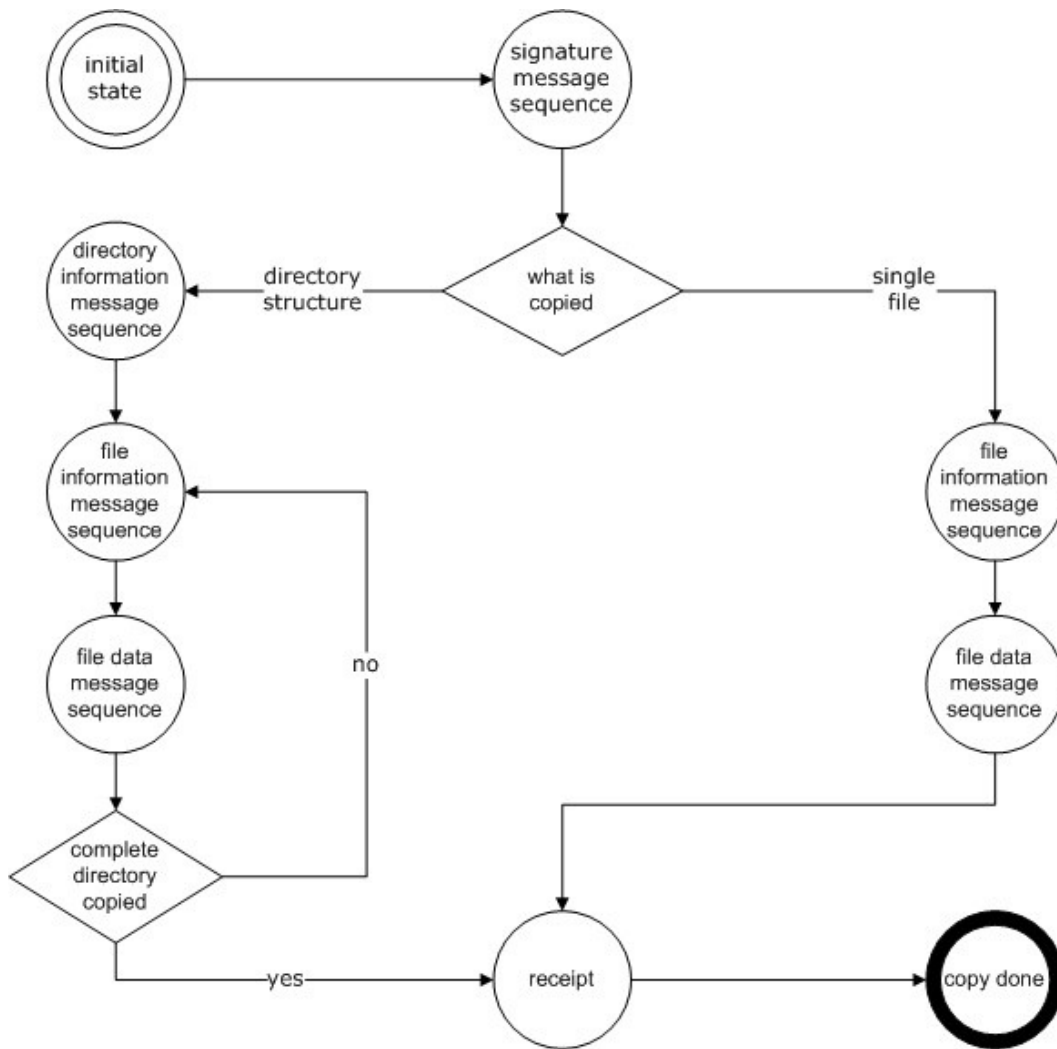 initial
state
signature
message
sequence
directory
information
message
sequence
directory
structure
what is
copied
single
file
file
information
message
sequence
file
information
message
sequence
file data
message
sequence
no
file data
message
sequence
complete
directory
copied
yes
receipt
copy done